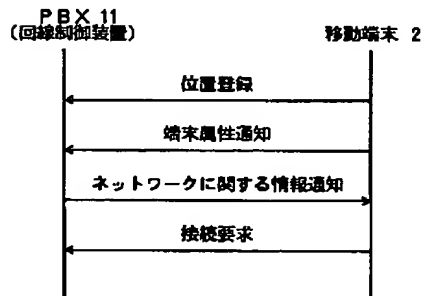 PBX 11
(回線制御装置)
移動端末 2
位置登録
端末属性通知
ネットワークに関する情報通知
接続要求